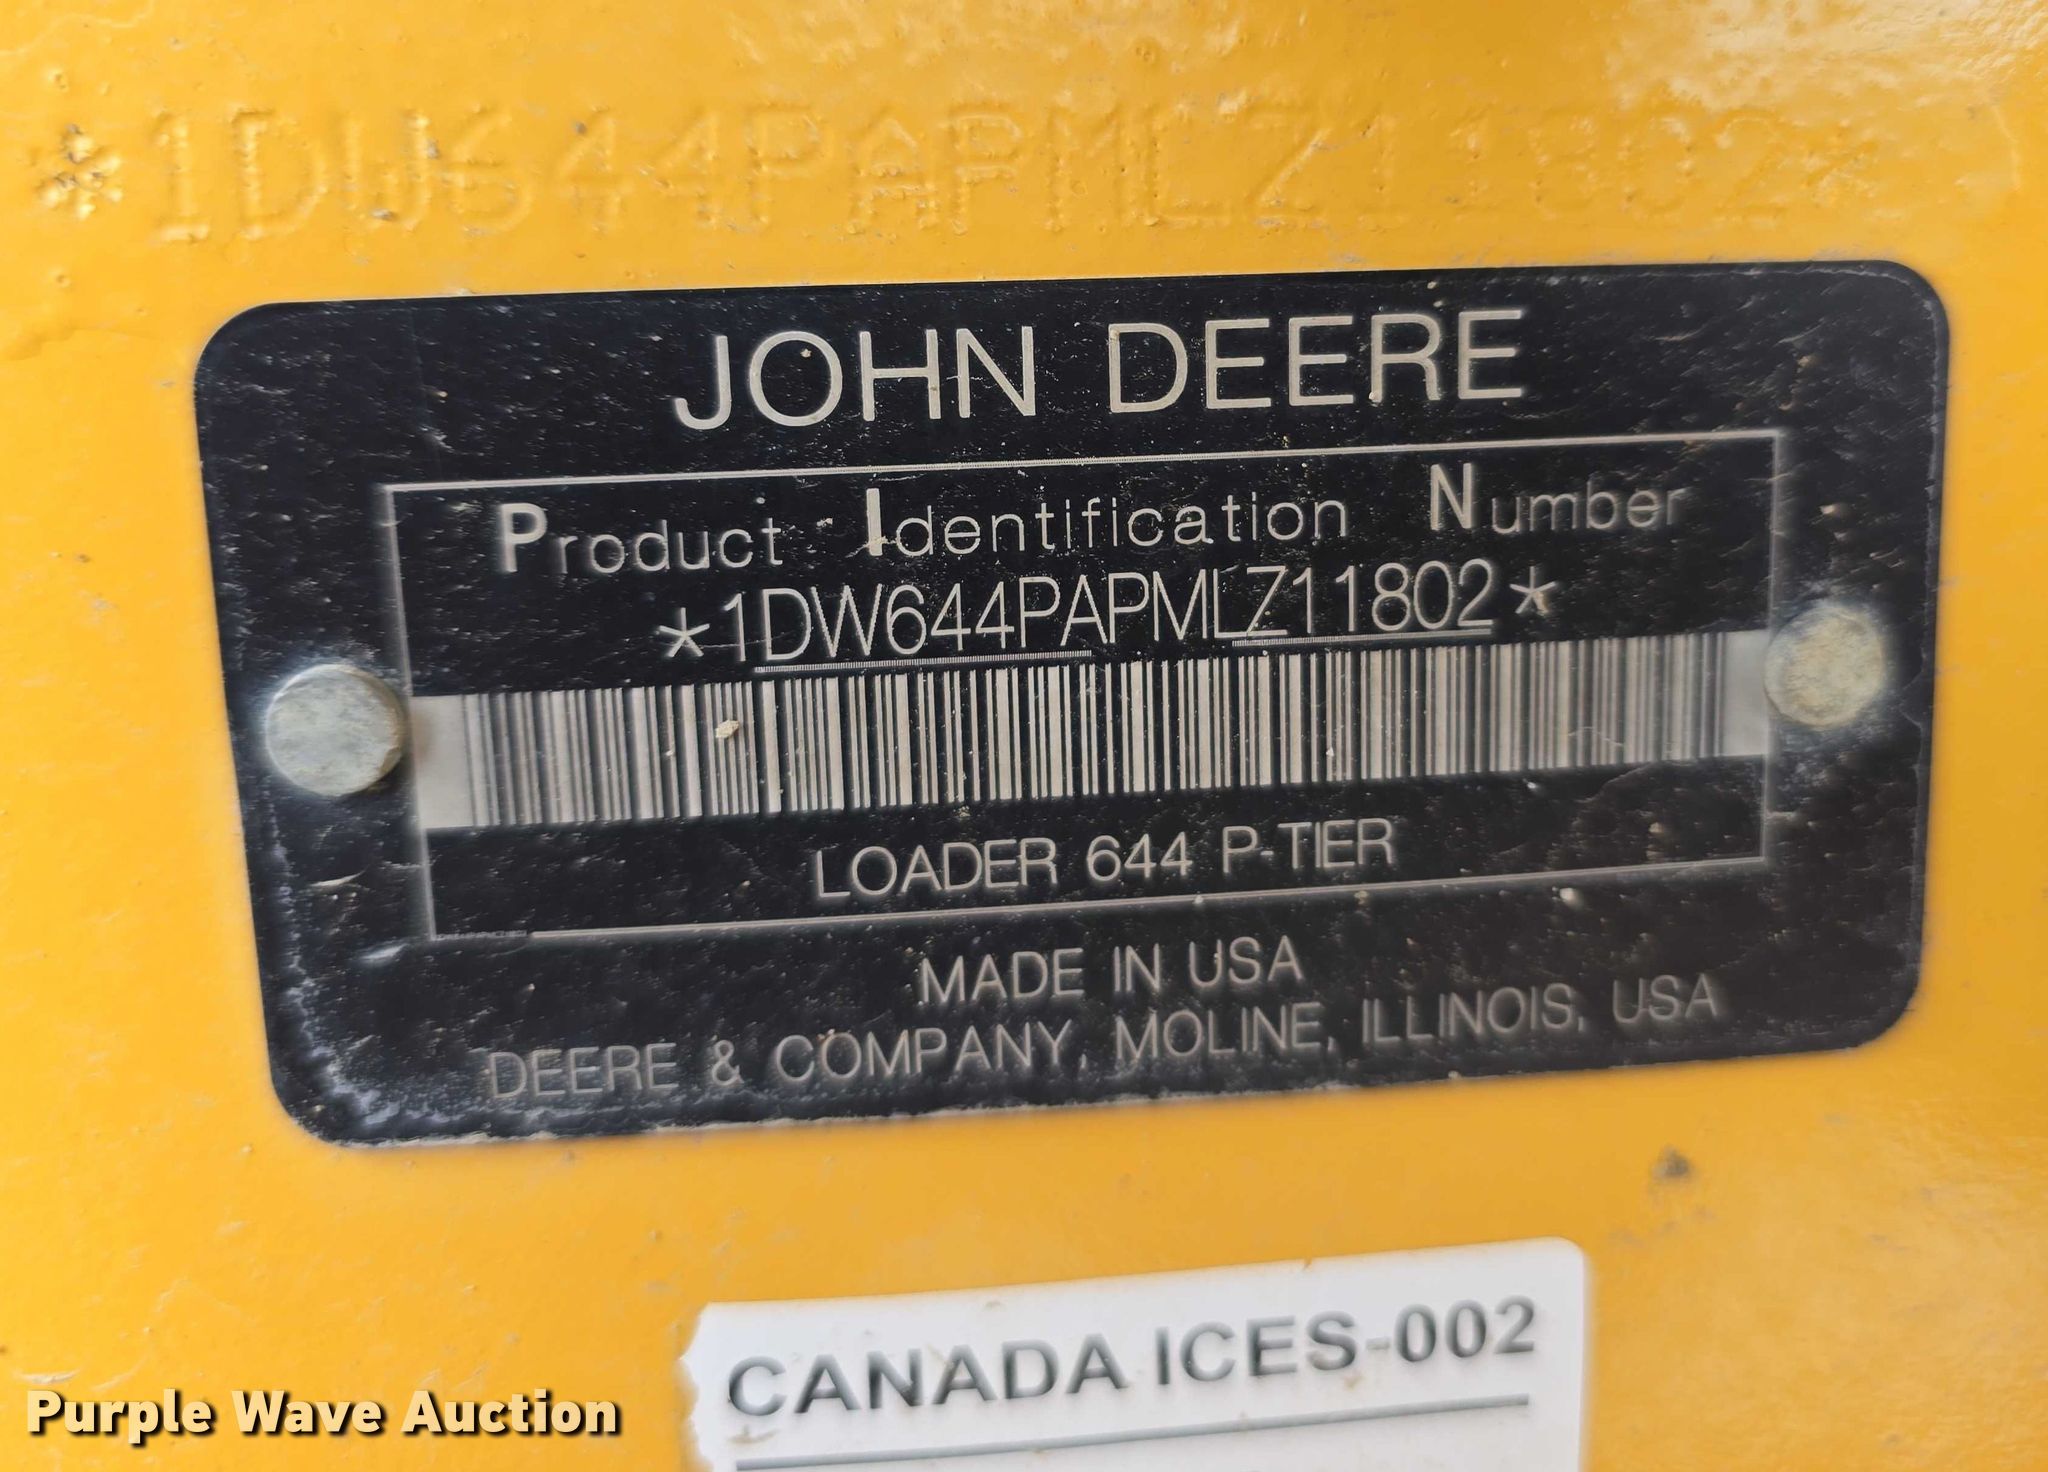 *1DW644PAPMLZ11802*
JOHN DEERE
Product Identification Number
*1DW644PAPMLZ11802*
LOADER 644 P-TIER
MADE IN USA
DEERE & COMPANY, MOLINE, ILLINOIS, USA
CANADA ICES-002
Purple Wave Auction